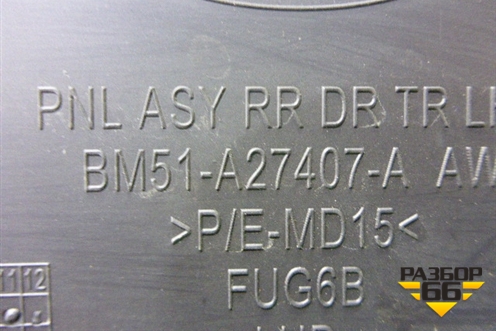 PNL ASY RR DR TR
BM51-A27407-A AW
>P/E-MD15<
FUG6B
11 12
РАЗБОР
66